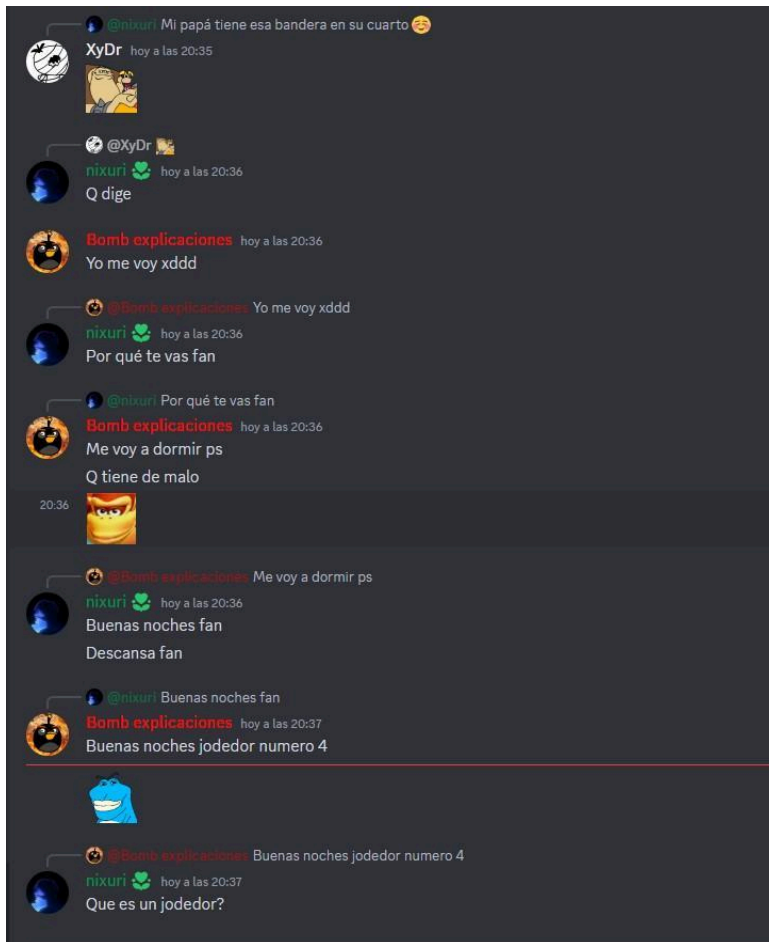 @nixuri Mi papá tiene esa bandera en su cuarto
XyDr hoy a las 20:35
@XyDr
nixuri hoy a las 20:36
Q dige
Bomb explicaciones hoy a las 20:36
Yo me voy xddd
@Bomb explicaciones Yo me voy xddd
nixuri hoy a las 20:36
Por qué te vas fan
@nixuri Por qué te vas fan
Bomb explicaciones hoy a las 20:36
Me voy a dormir ps
Q tiene de malo
20:36
@Bomb explicaciones Me voy a dormir ps
nixuri hoy a las 20:36
Buenas noches fan
Descansa fan
@nixuri Buenas noches fan
Bomb explicaciones hoy a las 20:37
Buenas noches jodedor numero 4
@Bomb explicaciones Buenas noches jodedor numero 4
nixuri hoy a las 20:37
Que es un jodedor?